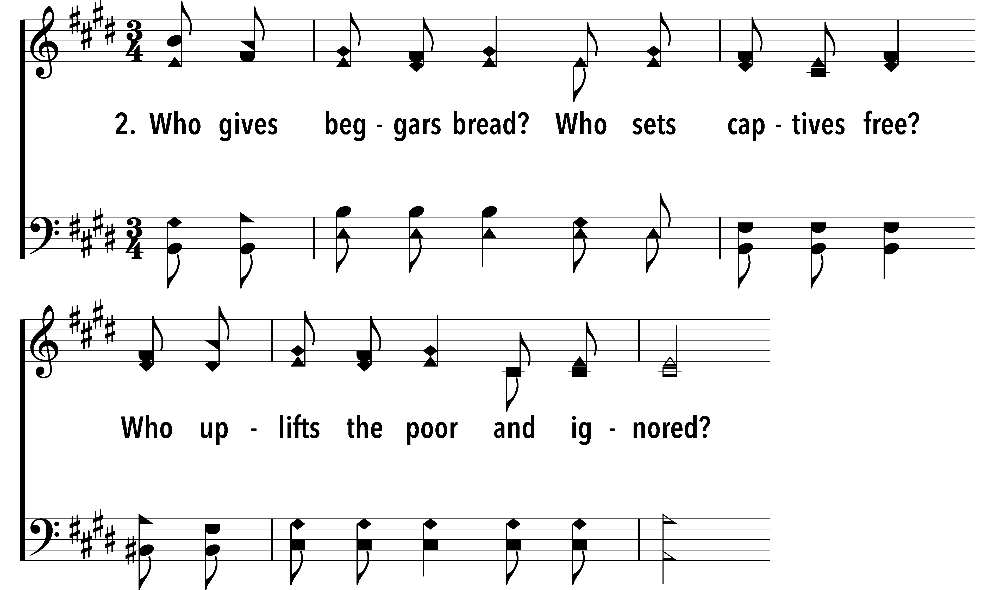 2. Who gives beg - gars bread? Who sets cap - tives free?
Who up - lifts the poor and ig - nored?